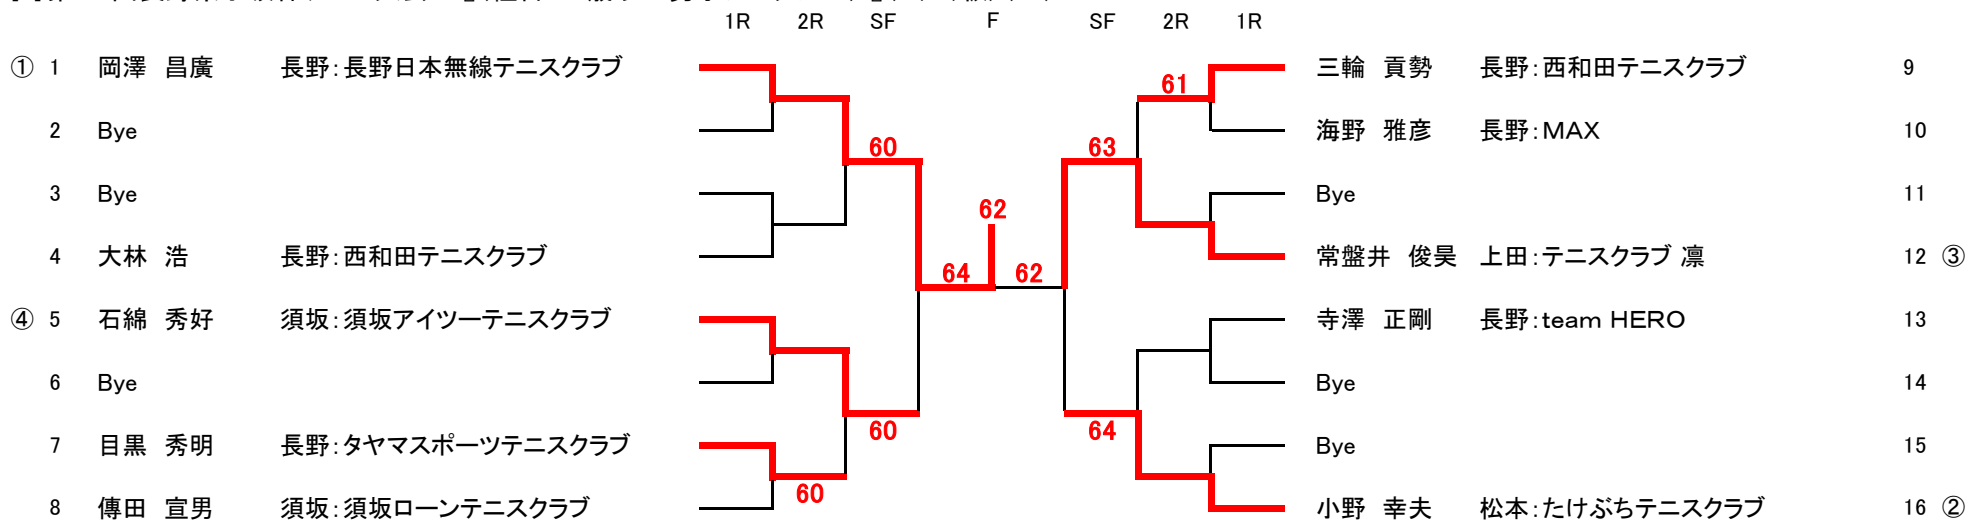 1R 2R SF F SF 2R 1R
① 1 岡澤 昌廣 長野:長野日本無線テニスクラブ 三輪 貢勢 長野:西和田テニスクラブ 9
61
2 Bye 海野 雅彦 長野:MAX 10
60 63
3 Bye Bye 11
62
4 大林 浩 長野:西和田テニスクラブ 常盤井 俊昊 上田:テニスクラブ 凛 12 ③
64 62
④ 5 石綿 秀好 須坂:須坂アイツーテニスクラブ 寺澤 正剛 長野:team HERO 13
6 Bye Bye 14
60 64
7 目黒 秀明 長野:タヤマスポーツテニスクラブ Bye 15
60
8 傳田 宣男 須坂:須坂ローンテニスクラブ 小野 幸夫 松本:たけぶちテニスクラブ 16 ②